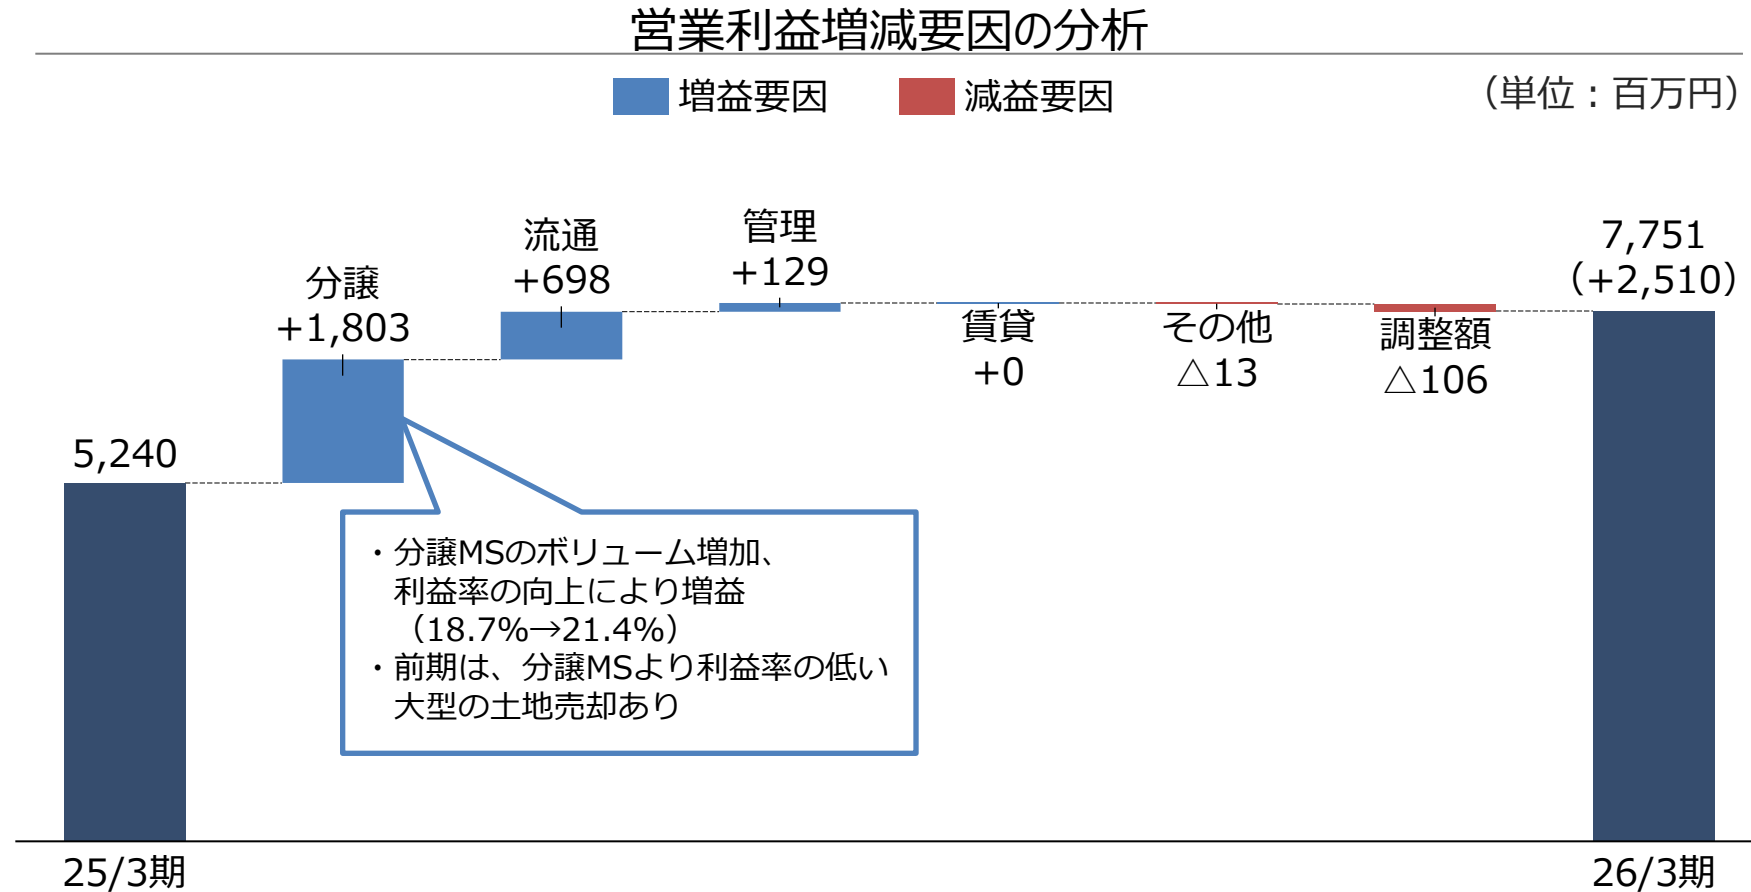 営業利益増減要因の分析
増益要因
減益要因
（単位：百万円）
5,240
分譲
+1,803
流通
+698
管理
+129
賃貸
+0
その他
△13
調整額
△106
7,751
（+2,510）
・分譲MSのボリューム増加、
利益率の向上により増益
（18.7%→21.4%）
・前期は、分譲MSより利益率の低い
大型の土地売却あり
25/3期
26/3期